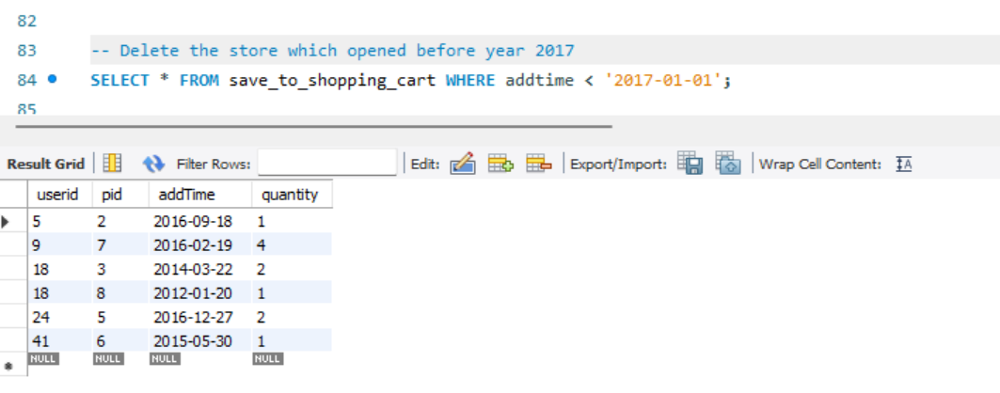 82
83 -- Delete the store which opened before year 2017
84 SELECT * FROM save_to_shopping_cart WHERE addtime < '2017-01-01';
85
Result Grid Filter Rows: Edit: Export/Import: Wrap Cell Content: IA
userid pid addTime quantity
5 2 2016-09-18 1
9 7 2016-02-19 4
18 3 2014-03-22 2
18 8 2012-01-20 1
24 5 2016-12-27 2
41 6 2015-05-30 1
NULL NULL NULL NULL